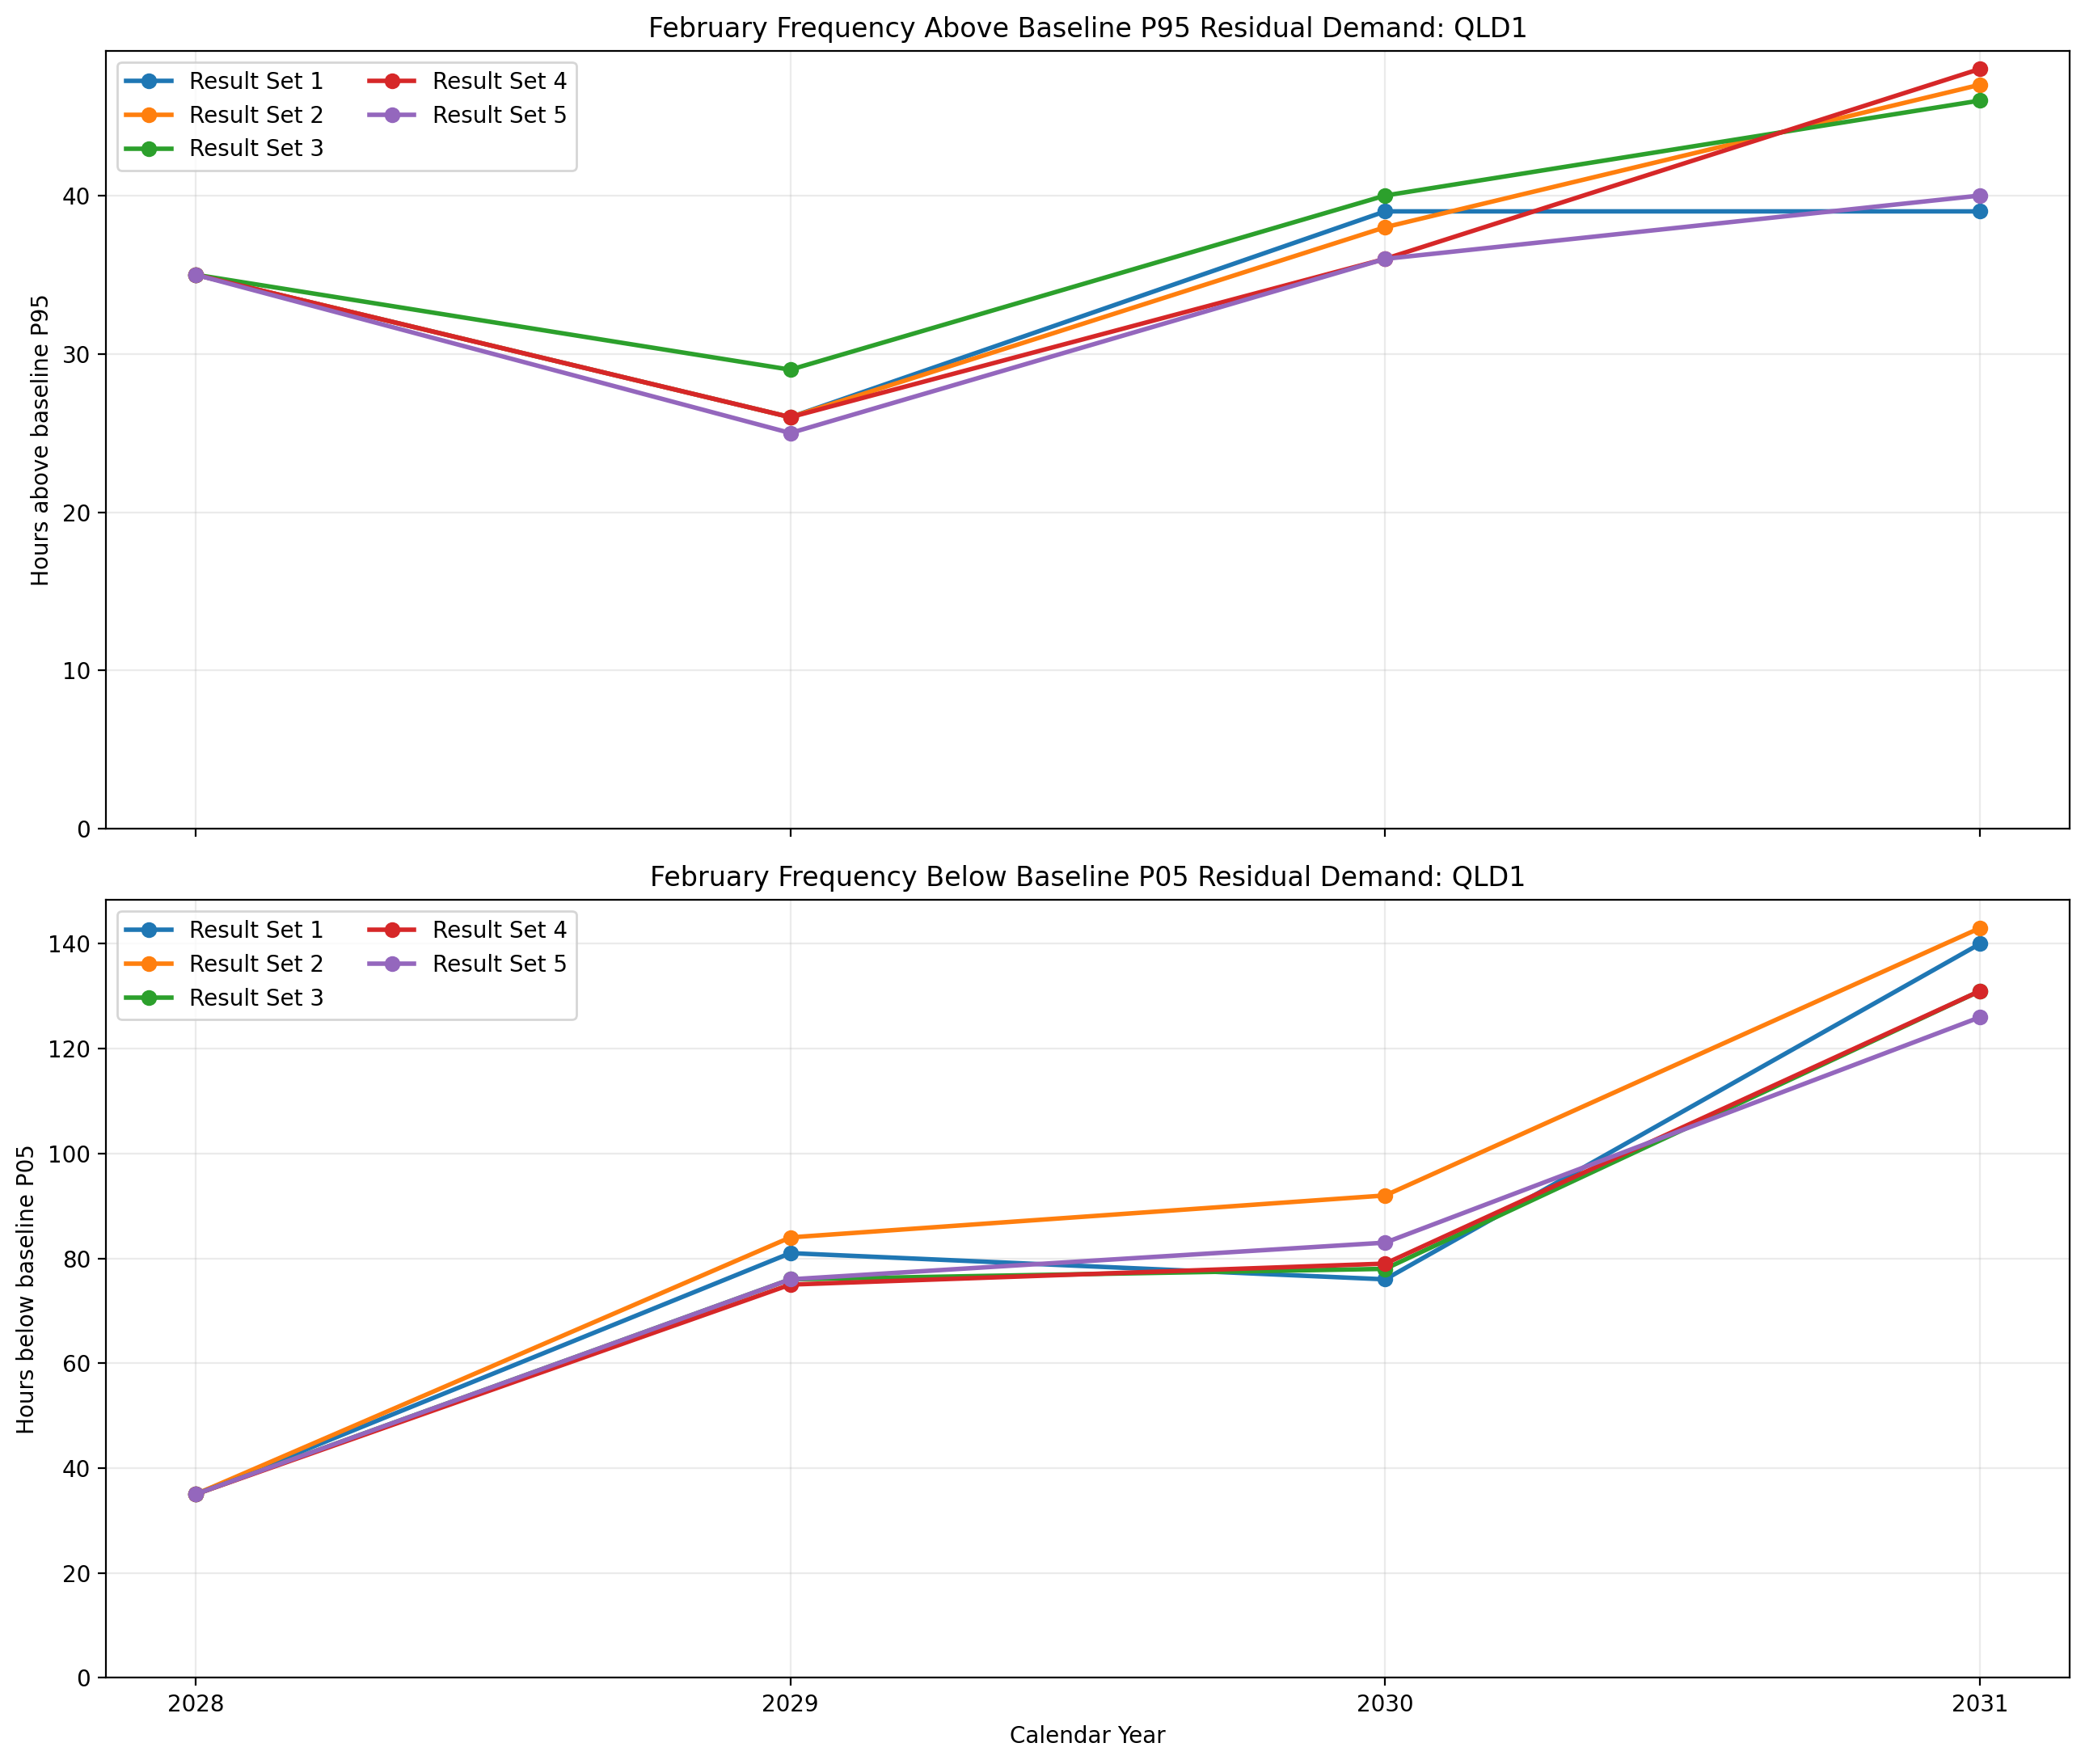 February Frequency Above Baseline P95 Residual Demand: QLD1
Result Set 1
Result Set 2
Result Set 3
Result Set 4
Result Set 5
Hours above baseline P95
40
30
20
10
0
February Frequency Below Baseline P05 Residual Demand: QLD1
Result Set 1
Result Set 2
Result Set 3
Result Set 4
Result Set 5
Hours below baseline P05
140
120
100
80
60
40
20
0
2028
2029
2030
2031
Calendar Year